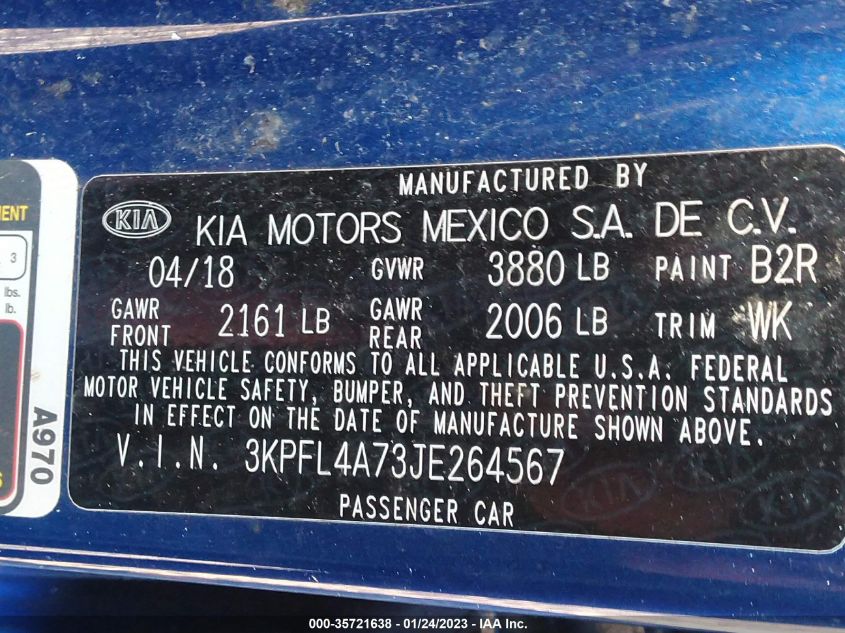 MANUFACTURED BY
KIA KIA MOTORS MEXICO S.A. DE C.V.
04/18 GVWR 3880 LB PAINT B2R
GAWR FRONT 2161 LB GAWR REAR 2006 LB TRIM WK
THIS VEHICLE CONFORMS TO ALL APPLICABLE U.S.A. FEDERAL
MOTOR VEHICLE SAFETY, BUMPER, AND THEFT PREVENTION STANDARDS
IN EFFECT ON THE DATE OF MANUFACTURE SHOWN ABOVE.
V.I.N. 3KPFL4A73JE264567
PASSENGER CAR
3
lbs.
lb.
A970
000-35721638 - 01/24/2023 - IAA Inc.